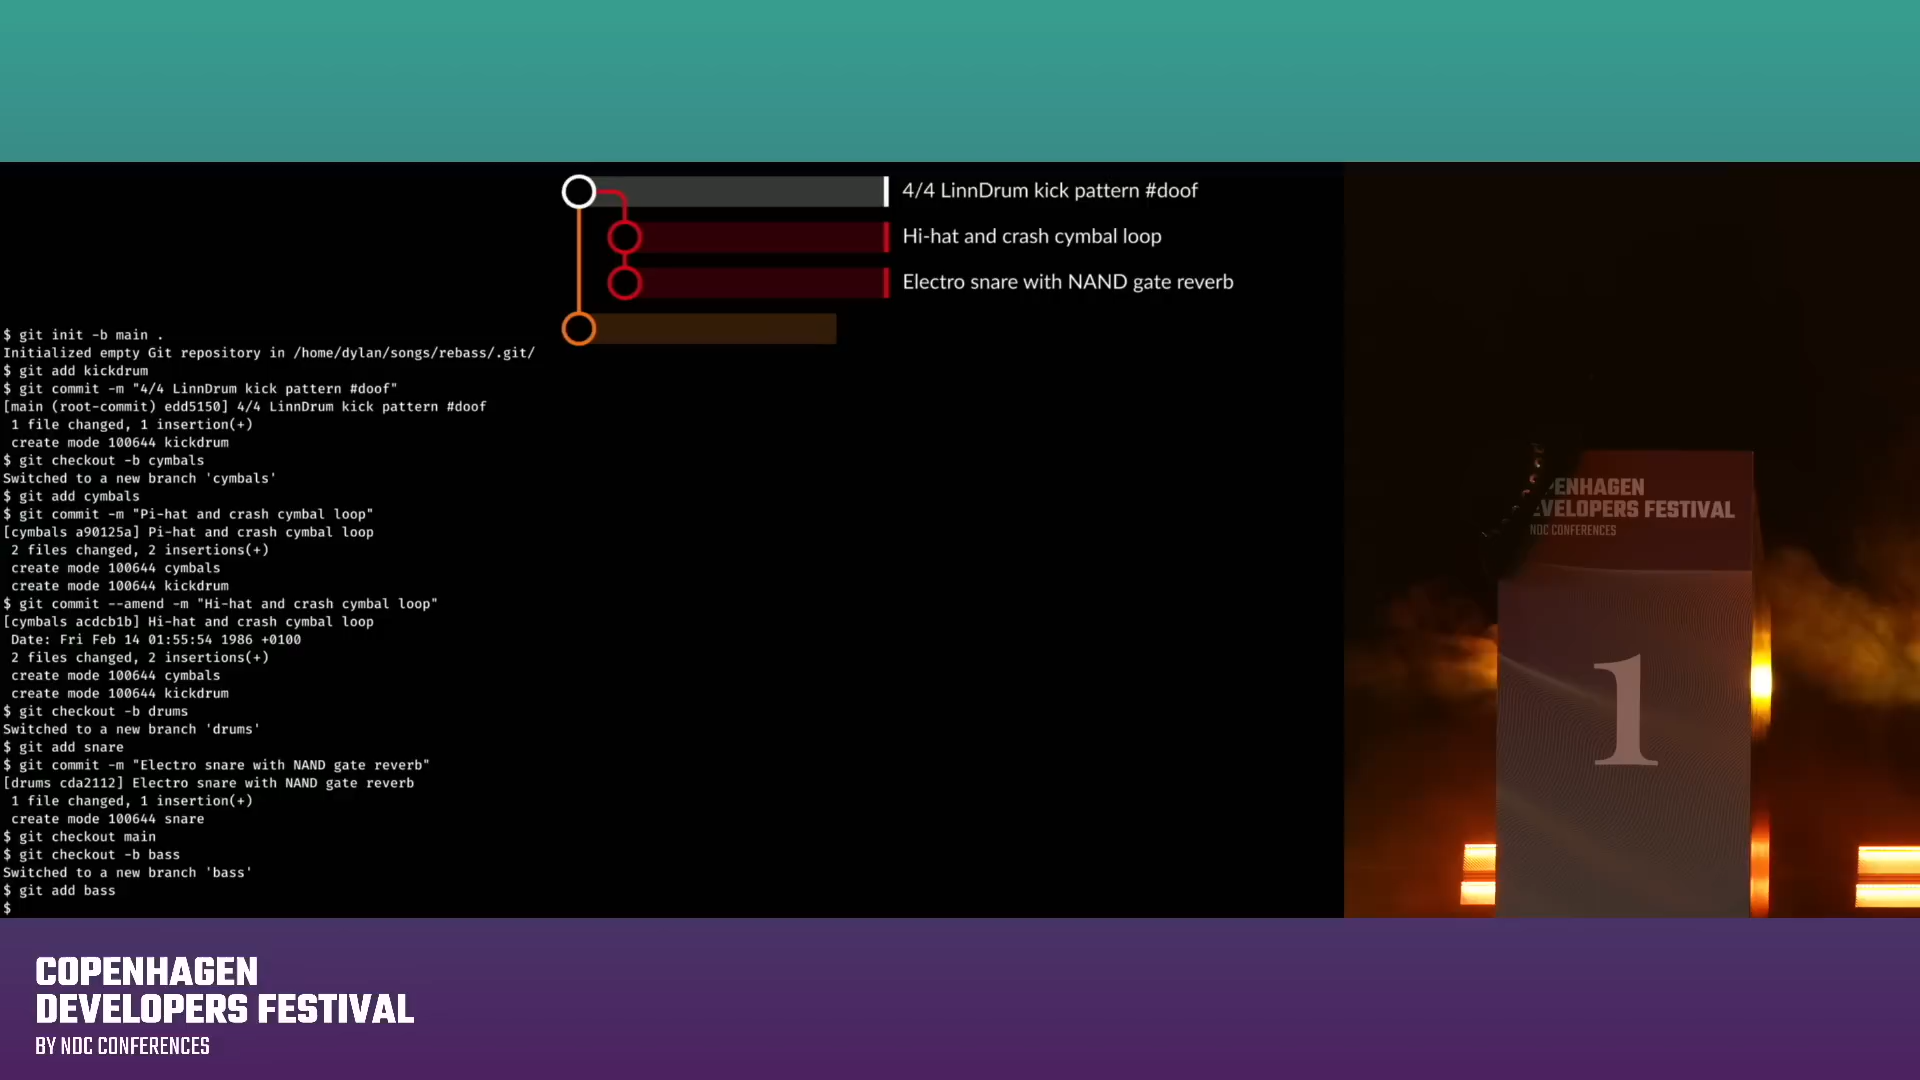 4/4 LinnDrum kick pattern #doof
Hi-hat and crash cymbal loop
Electro snare with NAND gate reverb
$ git init -b main .
Initialized empty Git repository in /home/dylan/songs/rebass/.git/
$ git add kickdrum
$ git commit -m "4/4 LinnDrum kick pattern #doof"
[main (root-commit) edd5150] 4/4 LinnDrum kick pattern #doof
 1 file changed, 1 insertion(+)
 create mode 100644 kickdrum
$ git checkout -b cymbals
Switched to a new branch 'cymbals'
$ git add cymbals
$ git commit -m "Pi-hat and crash cymbal loop"
[cymbals a90125a] Pi-hat and crash cymbal loop
 2 files changed, 2 insertions(+)
 create mode 100644 cymbals
 create mode 100644 kickdrum
$ git commit --amend -m "Hi-hat and crash cymbal loop"
[cymbals acdcb1b] Hi-hat and crash cymbal loop
 Date: Fri Feb 14 01:55:54 1986 +0100
 2 files changed, 2 insertions(+)
 create mode 100644 cymbals
 create mode 100644 kickdrum
$ git checkout -b drums
Switched to a new branch 'drums'
$ git add snare
$ git commit -m "Electro snare with NAND gate reverb"
[drums cda2112] Electro snare with NAND gate reverb
 1 file changed, 1 insertion(+)
 create mode 100644 snare
$ git checkout main
$ git checkout -b bass
Switched to a new branch 'bass'
$ git add bass
$
PENHAGEN
EVELOPERS FESTIVAL
NDC CONFERENCES
1
COPENHAGEN
DEVELOPERS FESTIVAL
BY NDC CONFERENCES